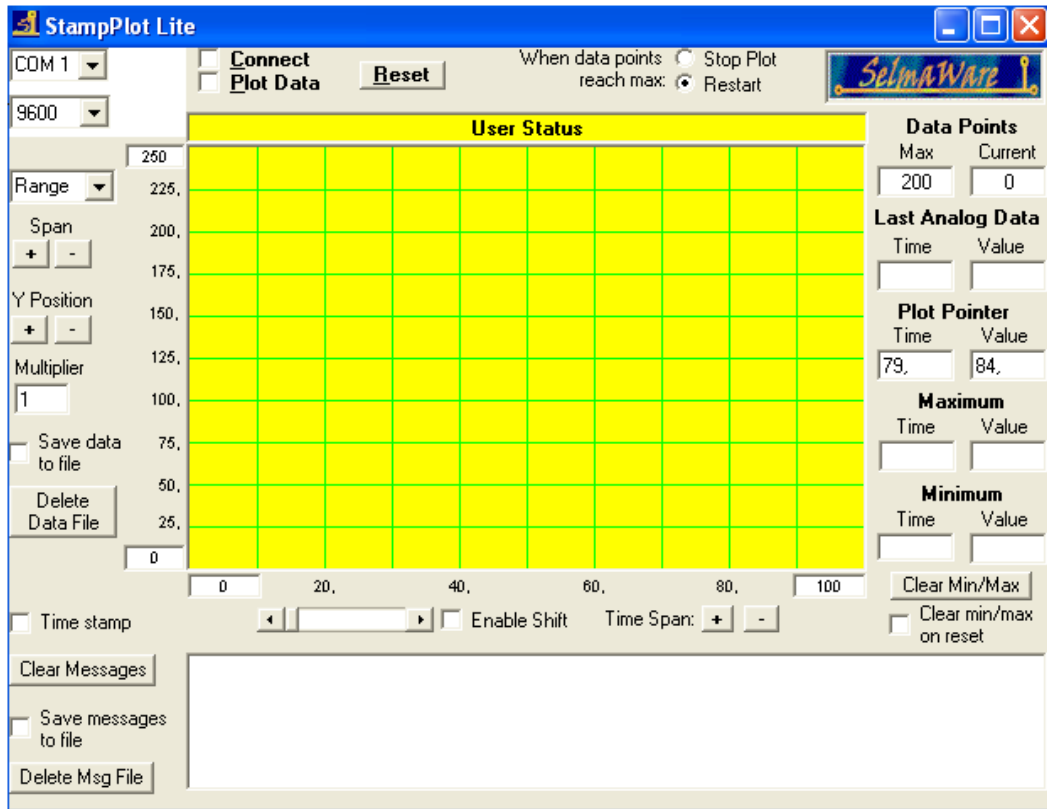 StampPlot Lite
COM 1
Connect
Plot Data
Reset
When data points
reach max:
Stop Plot
Restart
SelmaWare
9600
User Status
Data Points
Max Current
200 0
250
Range
225,
Span
+ -
200,
Last Analog Data
Time Value
175,
Y Position
+ -
150,
Plot Pointer
Time Value
79, 84,
125,
Multiplier
1
100,
Maximum
Time Value
Save data
to file
75,
50,
Delete
Data File
25,
Minimum
Time Value
0
0 20, 40, 60, 80, 100
Clear Min/Max
Time stamp
Enable Shift
Time Span: + -
Clear min/max
on reset
Clear Messages
Save messages
to file
Delete Msg File